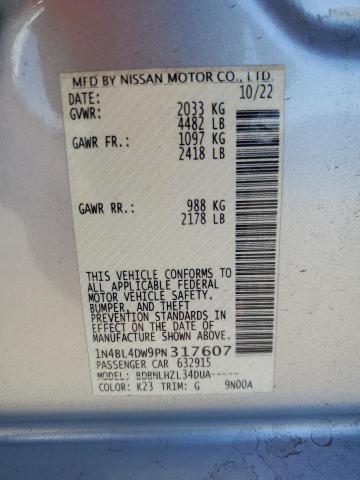 MFD BY NISSAN MOTOR CO., LTD.
DATE: 10/22
GVWR: 2033 KG
4482 LB
GAWR FR.: 1097 KG
2418 LB
GAWR RR.: 988 KG
2178 LB
THIS VEHICLE CONFORMS TO
ALL APPLICABLE FEDERAL
MOTOR VEHICLE SAFETY,
BUMPER, AND THEFT
PREVENTION STANDARDS IN
EFFECT ON THE DATE OF
MANUFACTURE SHOWN ABOVE.
1N4BL4DW9PN317607
PASSENGER CAR 632915
MODEL: BDBNLHZL34DUA-----
COLOR: K23 TRIM: G 9N00A